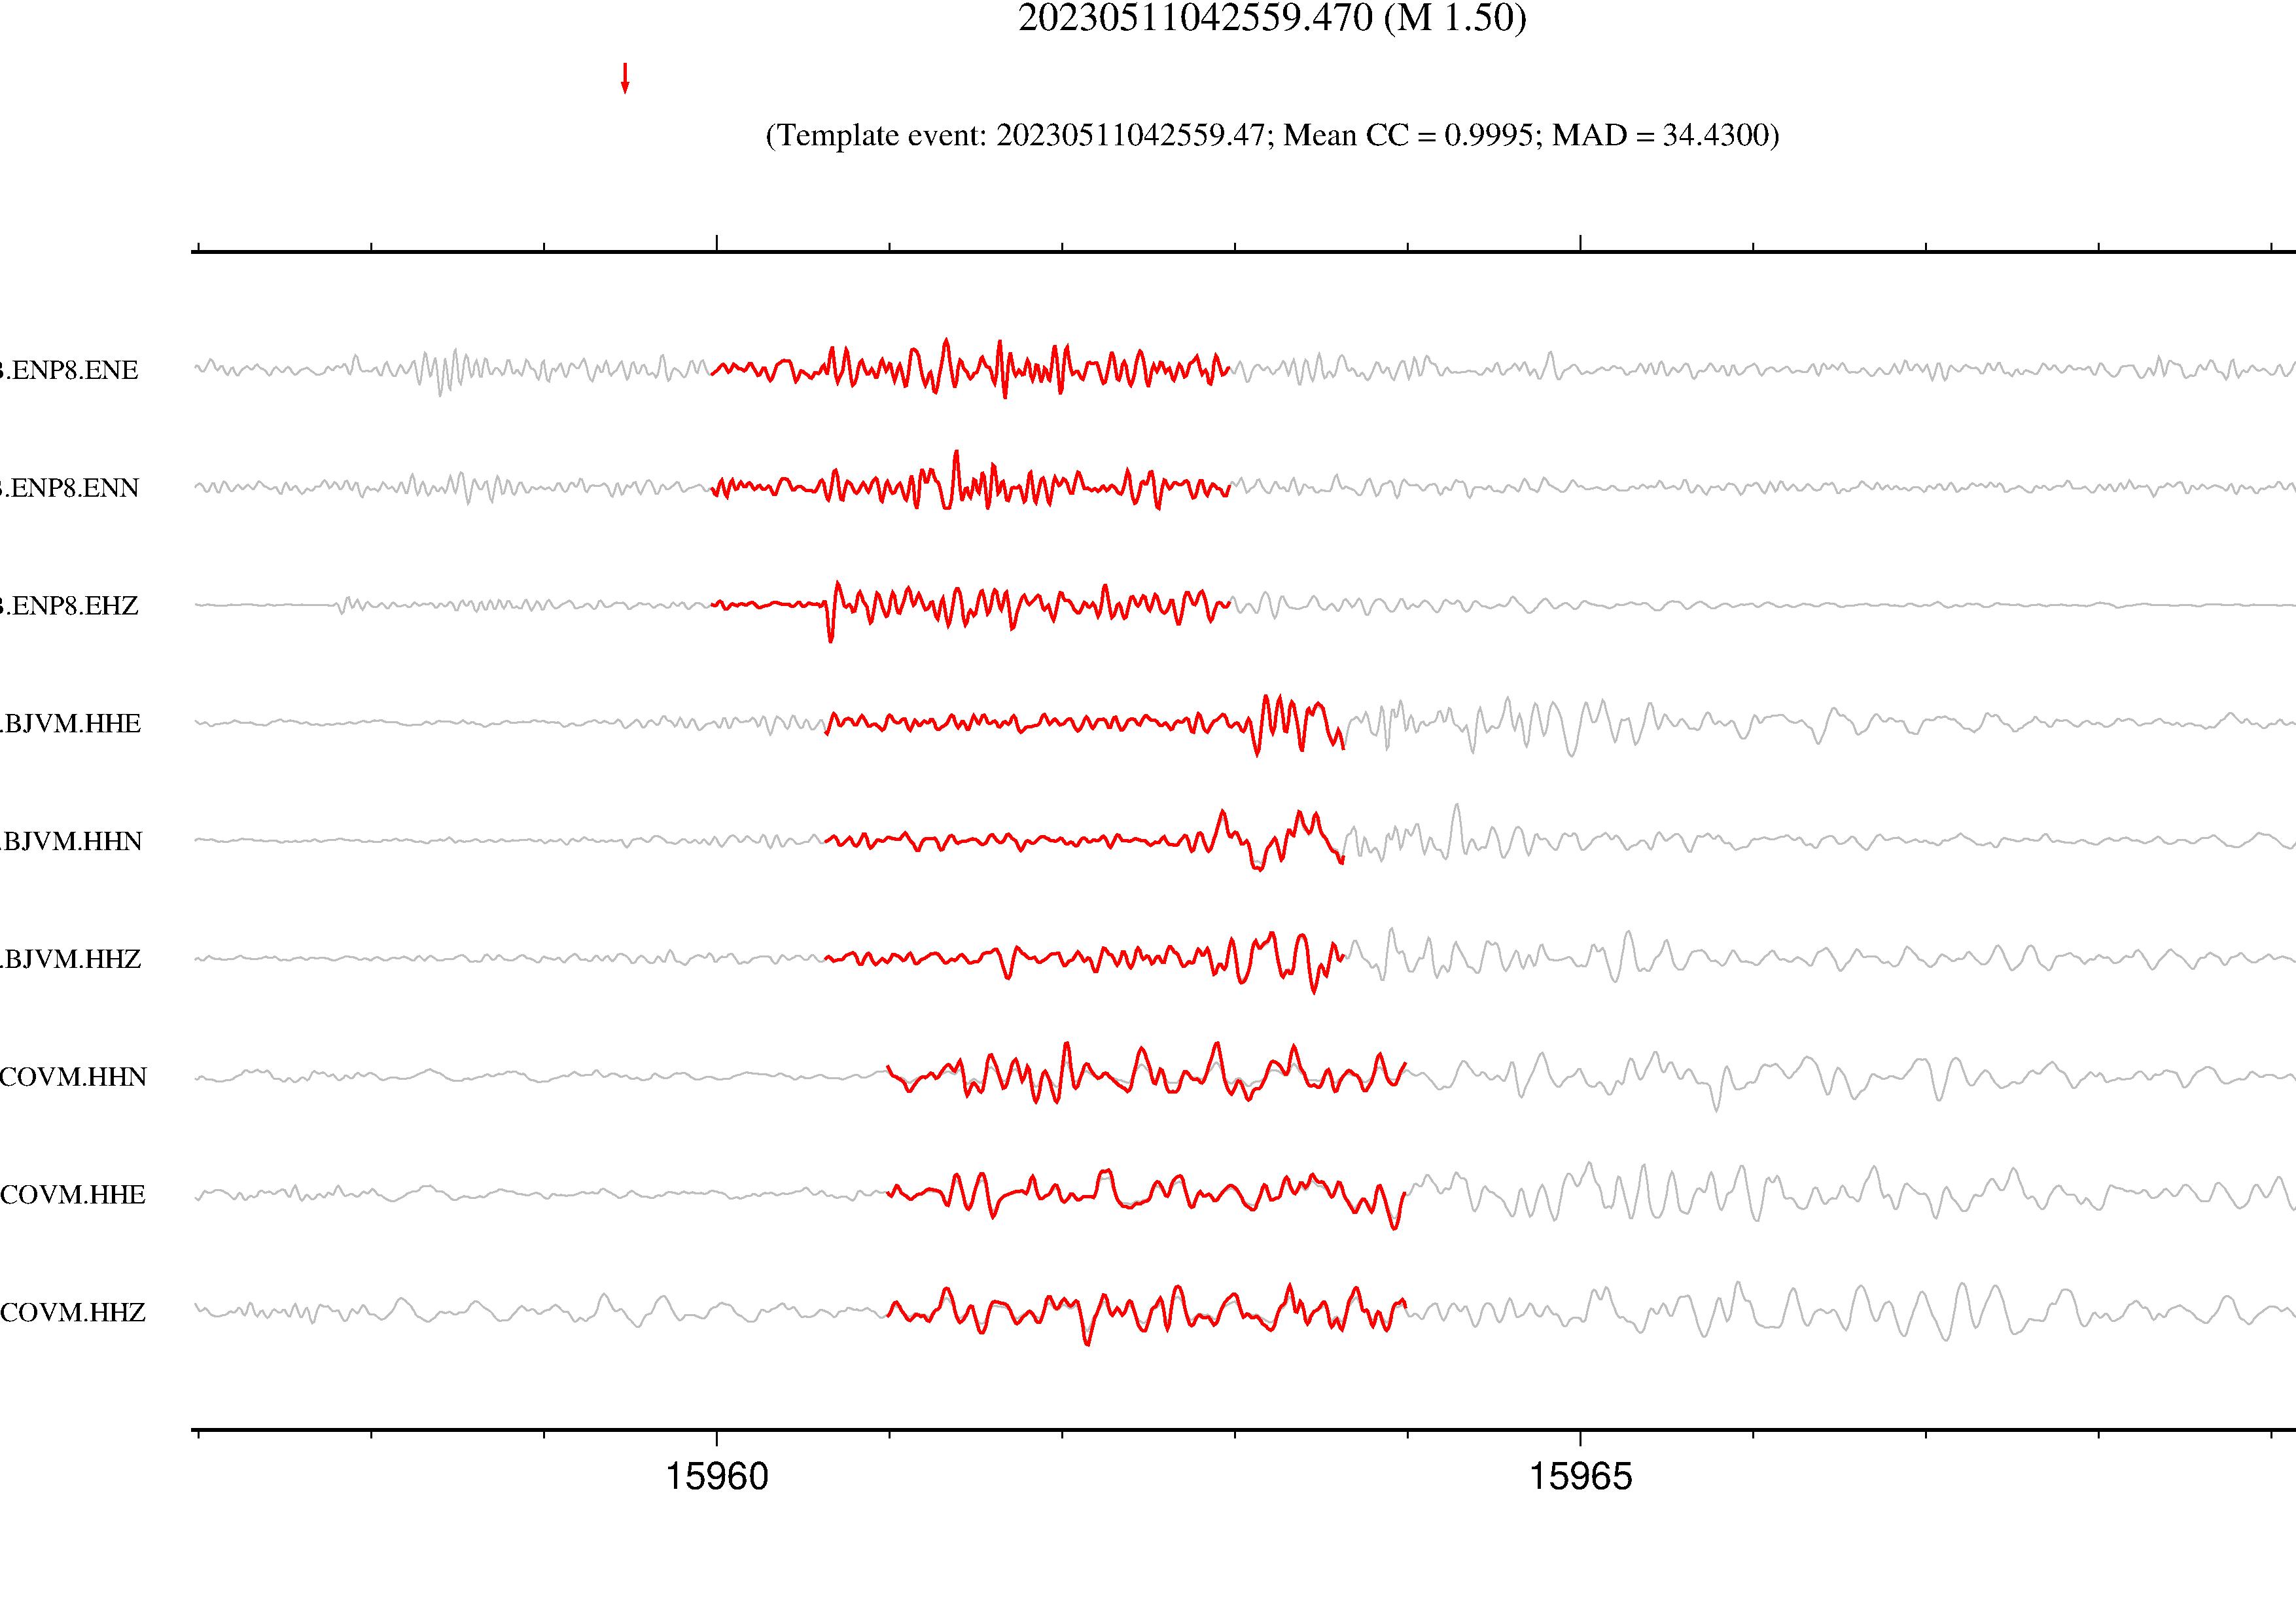 20230511042559.470 (M 1.50)
(Template event: 20230511042559.47; Mean CC = 0.9995; MAD = 34.4300)
.ENP8.ENE
.ENP8.ENN
.ENP8.EHZ
.BJVM.HHE
.BJVM.HHN
.BJVM.HHZ
COVM.HHN
COVM.HHE
COVM.HHZ
15960 15965